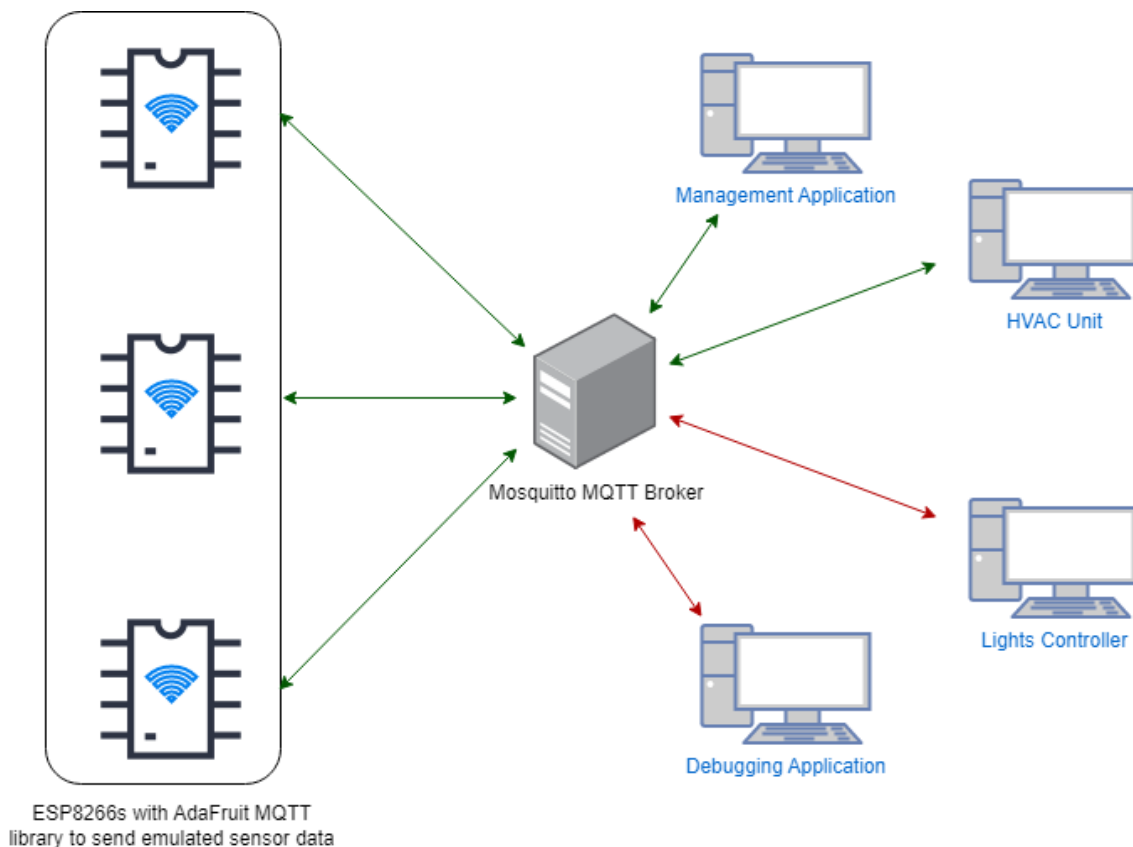 Management Application
HVAC Unit
Mosquitto MQTT Broker
Lights Controller
Debugging Application
ESP8266s with AdaFruit MQTT
library to send emulated sensor data